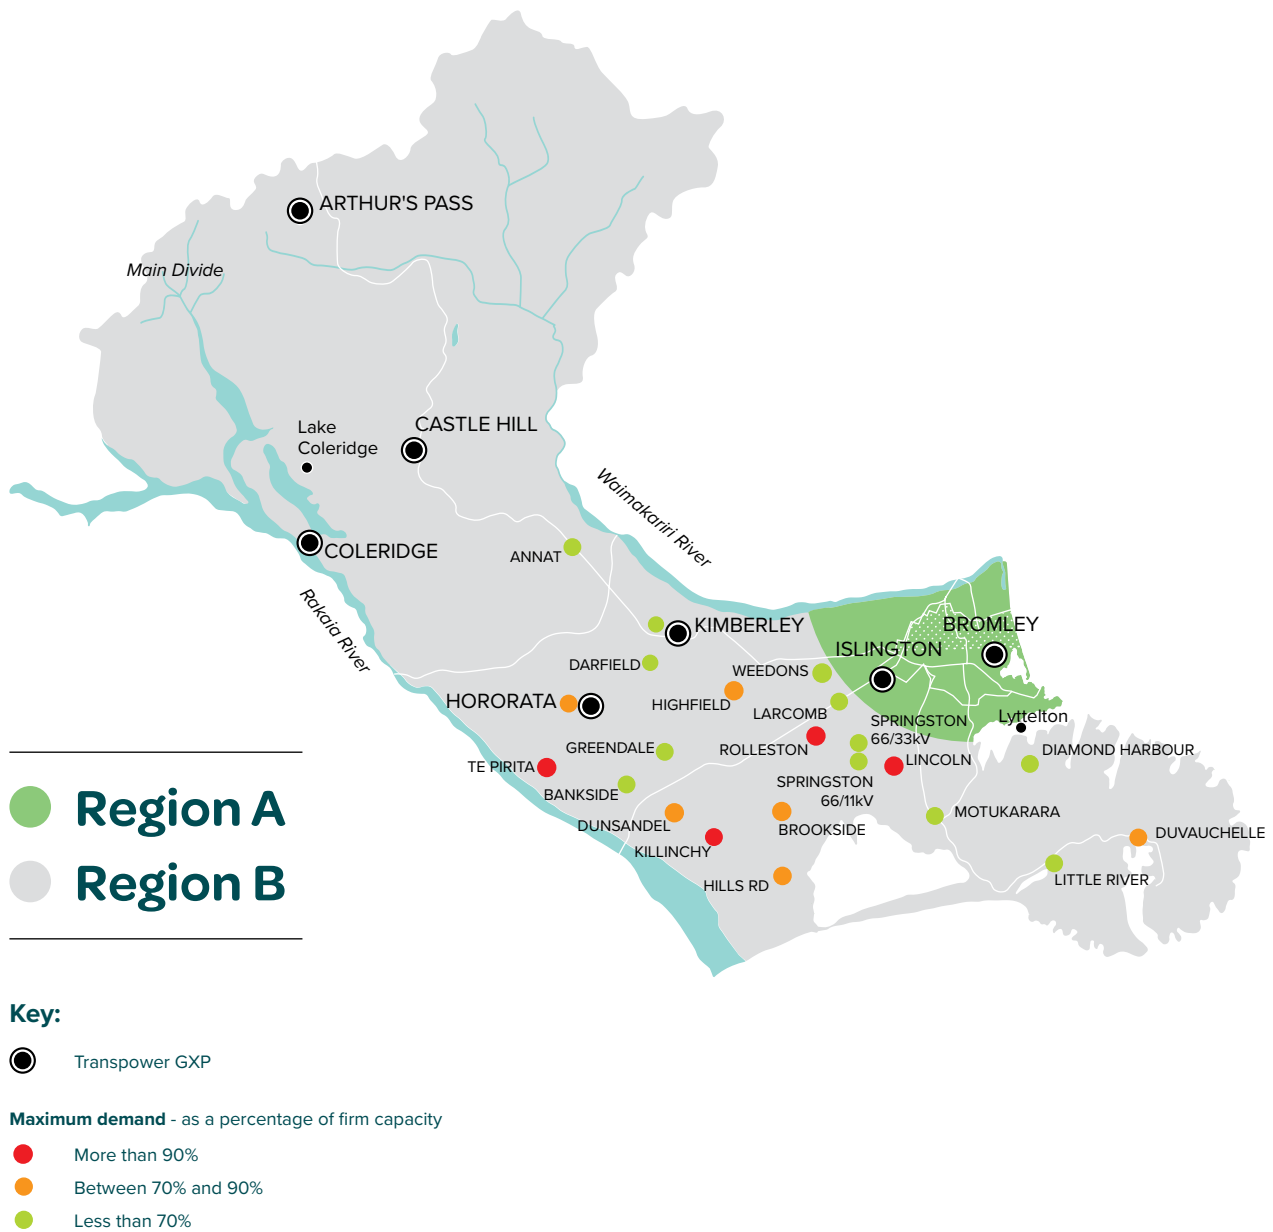 ARTHUR'S PASS
Main Divide
CASTLE HILL
Lake
Coleridge
Waimakariri River
COLERIDGE
ANNAT
Rakaia River
KIMBERLEY
BROMLEY
ISLINGTON
DARFIELD
WEEDONS
HORORATA
HIGHFIELD
LARCOMB
SPRINGSTON
66/33kV
Lyttelton
GREENDALE
ROLLESTON
DIAMOND HARBOUR
TE PIRITA
LINCOLN
BANKSIDE
SPRINGSTON
66/11kV
MOTUKARARA
DUNSANDEL
BROOKSIDE
DUVAUCHELLE
KILLINCHY
HILLS RD
LITTLE RIVER
Region A
Region B
Key:
Transpower GXP
Maximum demand - as a percentage of firm capacity
More than 90%
Between 70% and 90%
Less than 70%